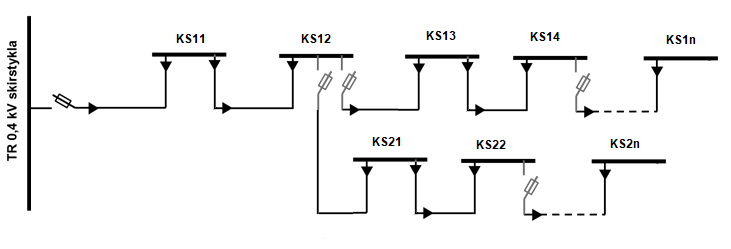 TR 0,4 kV skirstykla
KS11
KS12
KS13
KS14
KS1n
KS21
KS22
KS2n